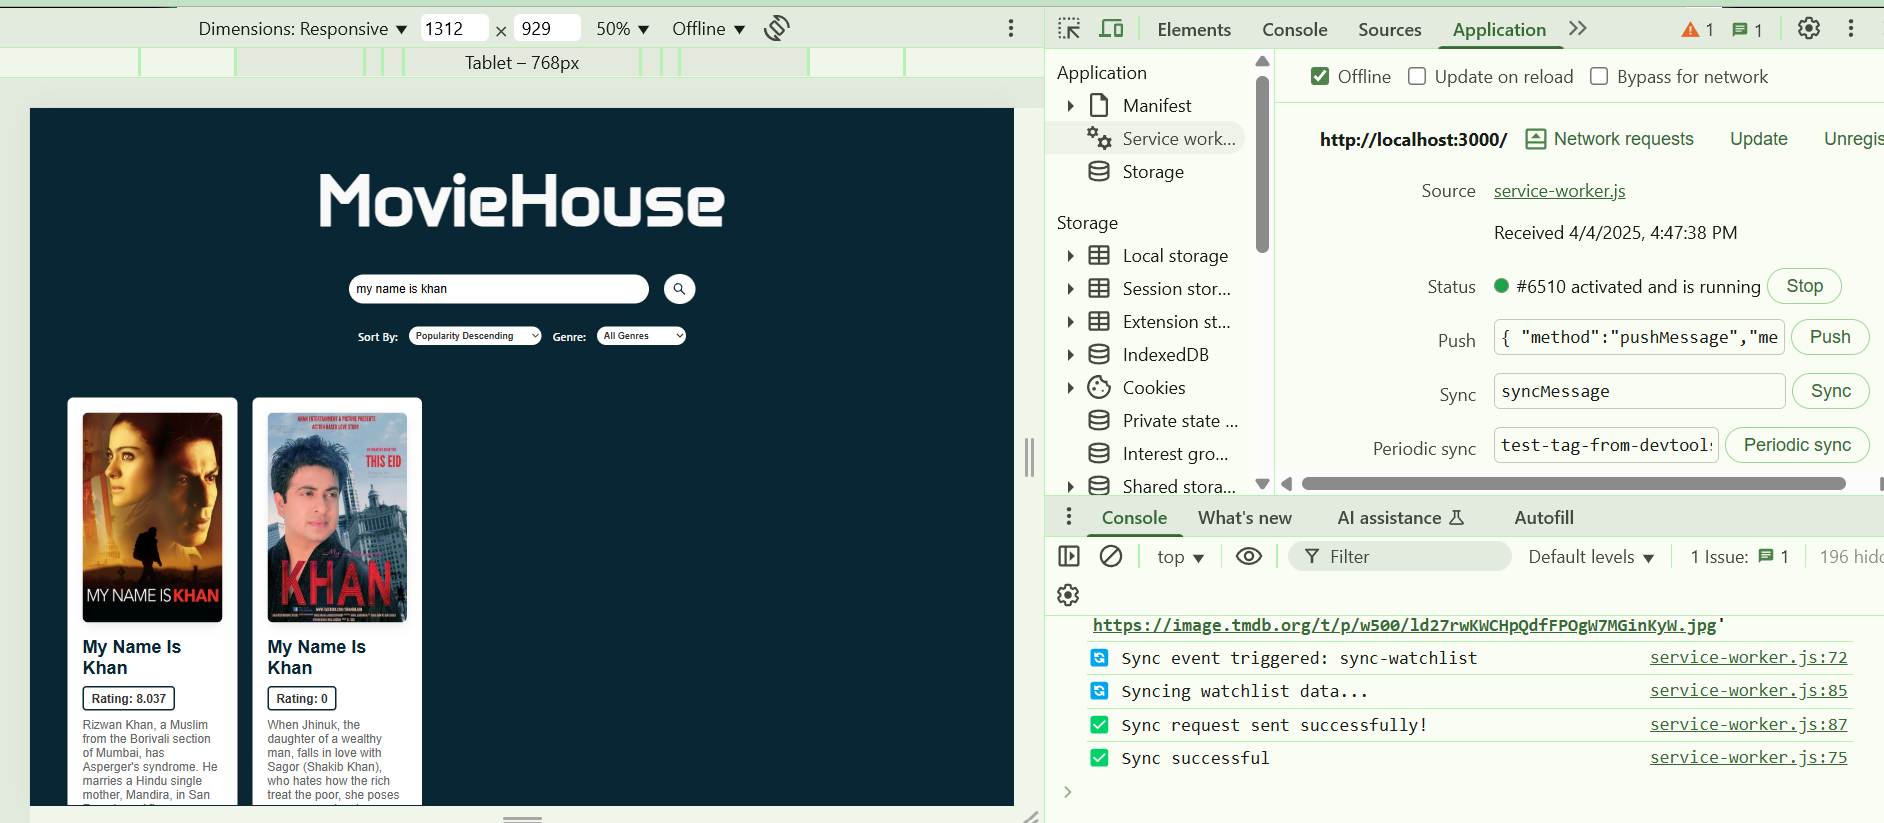 Dimensions: Responsive ▼ 1312 × 929 50% ▼ Offline ▼
Tablet – 768px
MovieHouse
my name is khan
Sort By: Popularity Descending Genre: All Genres
MY NAME IS KHAN
THIS EID
KHAN
My Name Is
Khan
Rating: 8.037
Rizwan Khan, a Muslim
from the Borivali section
of Mumbai, has
Asperger's syndrome. He
marries a Hindu single
mother, Mandira, in San
My Name Is
Khan
Rating: 0
When Jhinuk, the
daughter of a wealthy
man, falls in love with
Sagor (Shakib Khan),
who hates how the rich
treat the poor, she poses
Elements Console Sources Application 1 1
Application
Manifest
Service work...
Storage
Storage
Local storage
Session stor...
Extension st...
IndexedDB
Cookies
Private state ...
Interest gro...
Shared stora...
Offline Update on reload Bypass for network
http://localhost:3000/ Network requests Update Unregis
Source service-worker.js
Received 4/4/2025, 4:47:38 PM
Status #6510 activated and is running Stop
Push { "method":"pushMessage","me Push
Sync syncMessage Sync
Periodic sync test-tag-from-devtools Periodic sync
Console What's new AI assistance Autofill
top ▼ Filter Default levels ▼ 1 Issue: 1 196 hidd
https://image.tmdb.org/t/p/w500/ld27rwKWCHpQdfFPOgW7MGinKyW.jpg'
Sync event triggered: sync-watchlist service-worker.js:72
Syncing watchlist data... service-worker.js:85
Sync request sent successfully! service-worker.js:87
Sync successful service-worker.js:75